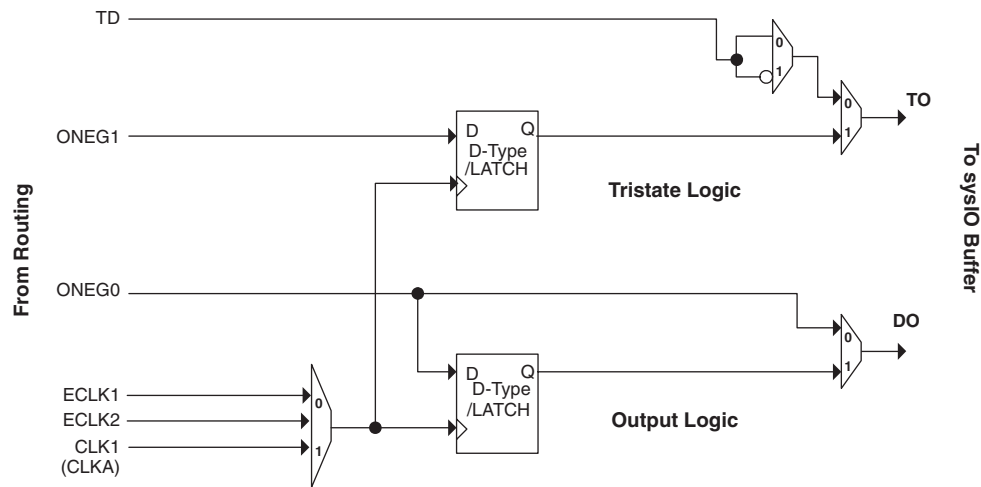 TD
0
1
0
1
TO
ONEG1
D Q
D-Type
/LATCH
Tristate Logic
From Routing
To sysIO Buffer
ONEG0
DO
0
1
D Q
D-Type
/LATCH
Output Logic
ECLK1
ECLK2
CLK1
(CLKA)
0
1